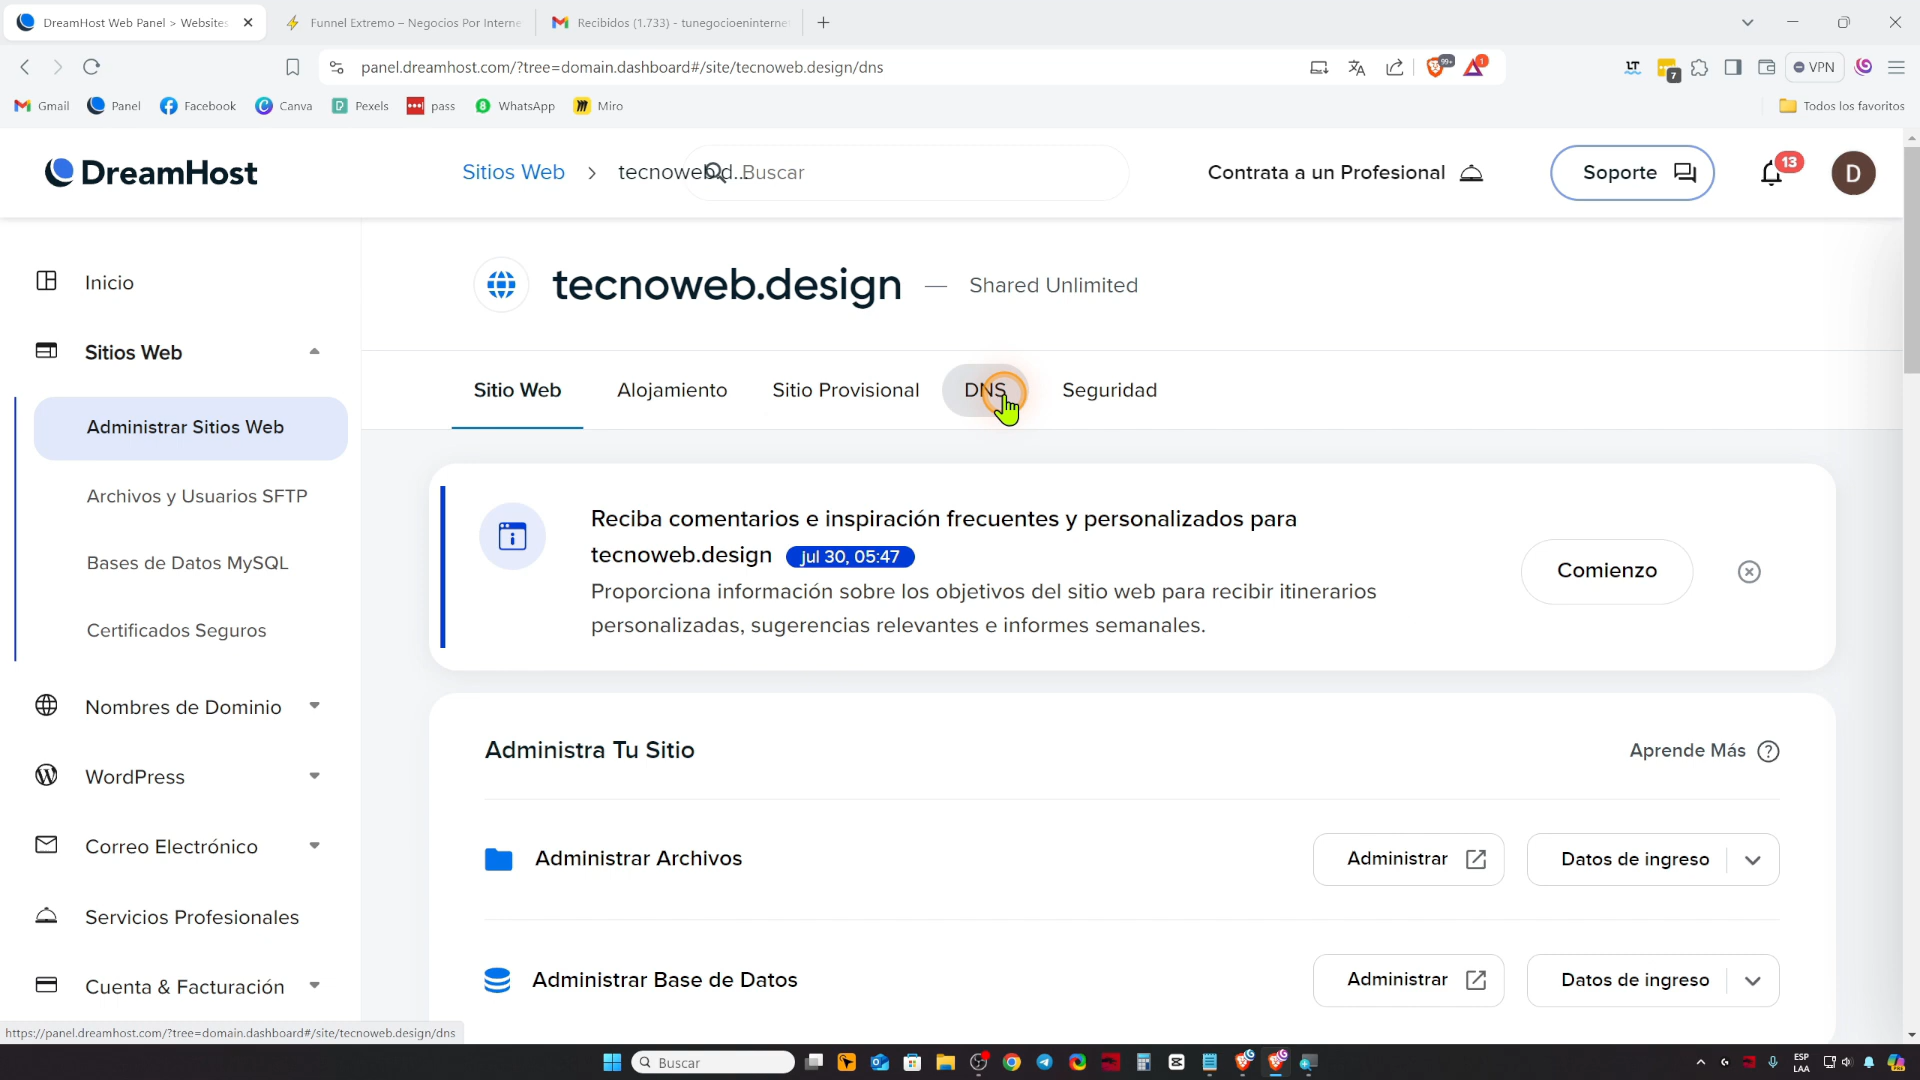 DreamHost Web Panel > Websites
Funnel Extremo – Negocios Por Interne
Recibidos (1.733) - tunegocioeninterne
panel.dreamhost.com/?tree=domain.dashboard#/site/tecnoweb.design/dns
99+
1
LT
7
VPN
Gmail
Panel
Facebook
Canva
Pexels
pass
WhatsApp
Miro
Todos los favoritos
DreamHost
Sitios Web > tecnoweb.d...
Buscar
Contrata a un Profesional
Soporte
13
D
Inicio
Sitios Web
Administrar Sitios Web
Archivos y Usuarios SFTP
Bases de Datos MySQL
Certificados Seguros
Nombres de Dominio
WordPress
Correo Electrónico
Servicios Profesionales
Cuenta & Facturación
tecnoweb.design — Shared Unlimited
Sitio Web
Alojamiento
Sitio Provisional
DNS
Seguridad
Reciba comentarios e inspiración frecuentes y personalizados para
tecnoweb.design jul 30, 05:47
Proporciona información sobre los objetivos del sitio web para recibir itinerarios
personalizadas, sugerencias relevantes e informes semanales.
Comienzo
Administra Tu Sitio
Aprende Más
Administrar Archivos
Administrar
Datos de ingreso
Administrar Base de Datos
Administrar
Datos de ingreso
https://panel.dreamhost.com/?tree=domain.dashboard#/site/tecnoweb.design/dns
Buscar
ESP
LAA